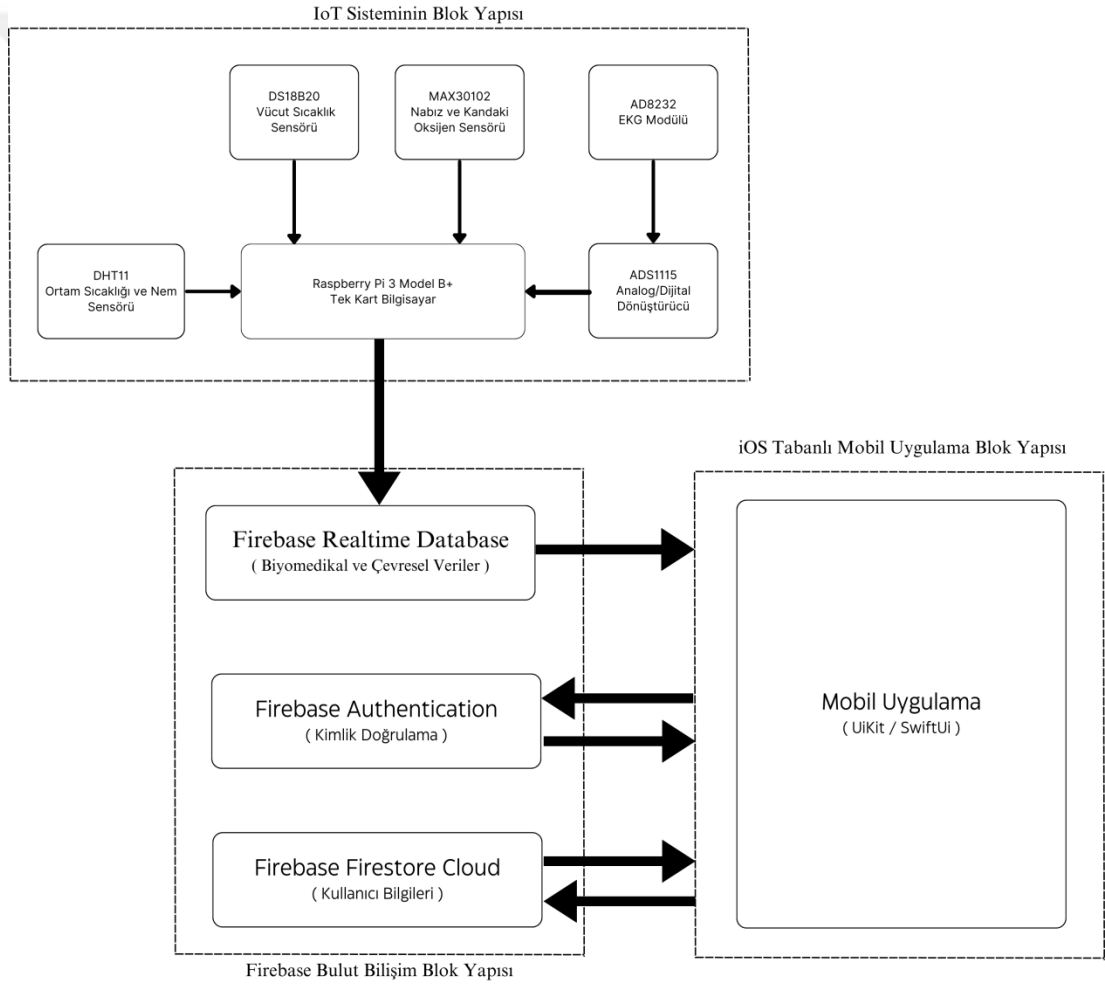 IoT Sisteminin Blok Yapısı
DS18B20
Vücut Sıcaklık
Sensörü
MAX30102
Nabız ve Kandaki
Oksijen Sensörü
AD8232
EKG Modülü
DHT11
Ortam Sıcaklığı ve Nem
Sensörü
Raspberry Pi 3 Model B+
Tek Kart Bilgisayar
ADS1115
Analog/Dijital
Dönüştürücü
iOS Tabanlı Mobil Uygulama Blok Yapısı
Firebase Realtime Database
( Biyomedikal ve Çevresel Veriler )
Firebase Authentication
( Kimlik Doğrulama )
Mobil Uygulama
( UiKit / SwiftUi )
Firebase Firestore Cloud
( Kullanıcı Bilgileri )
Firebase Bulut Bilişim Blok Yapısı